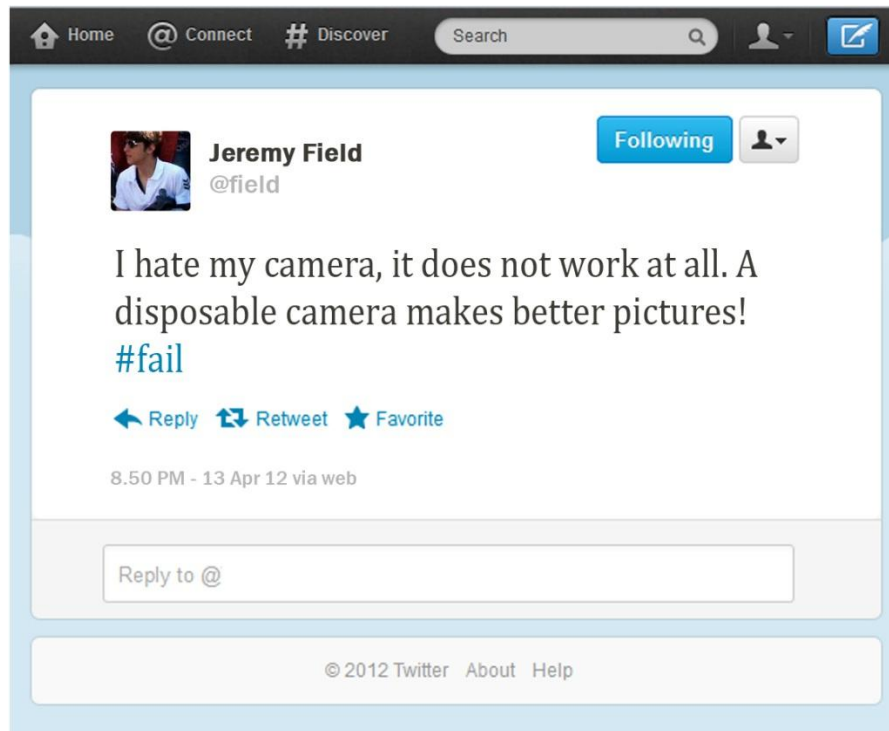 Home @ Connect # Discover Search
Following
Jeremy Field
@field
I hate my camera, it does not work at all. A
disposable camera makes better pictures!
#fail
Reply Retweet Favorite
8.50 PM - 13 Apr 12 via web
Reply to @
© 2012 Twitter About Help